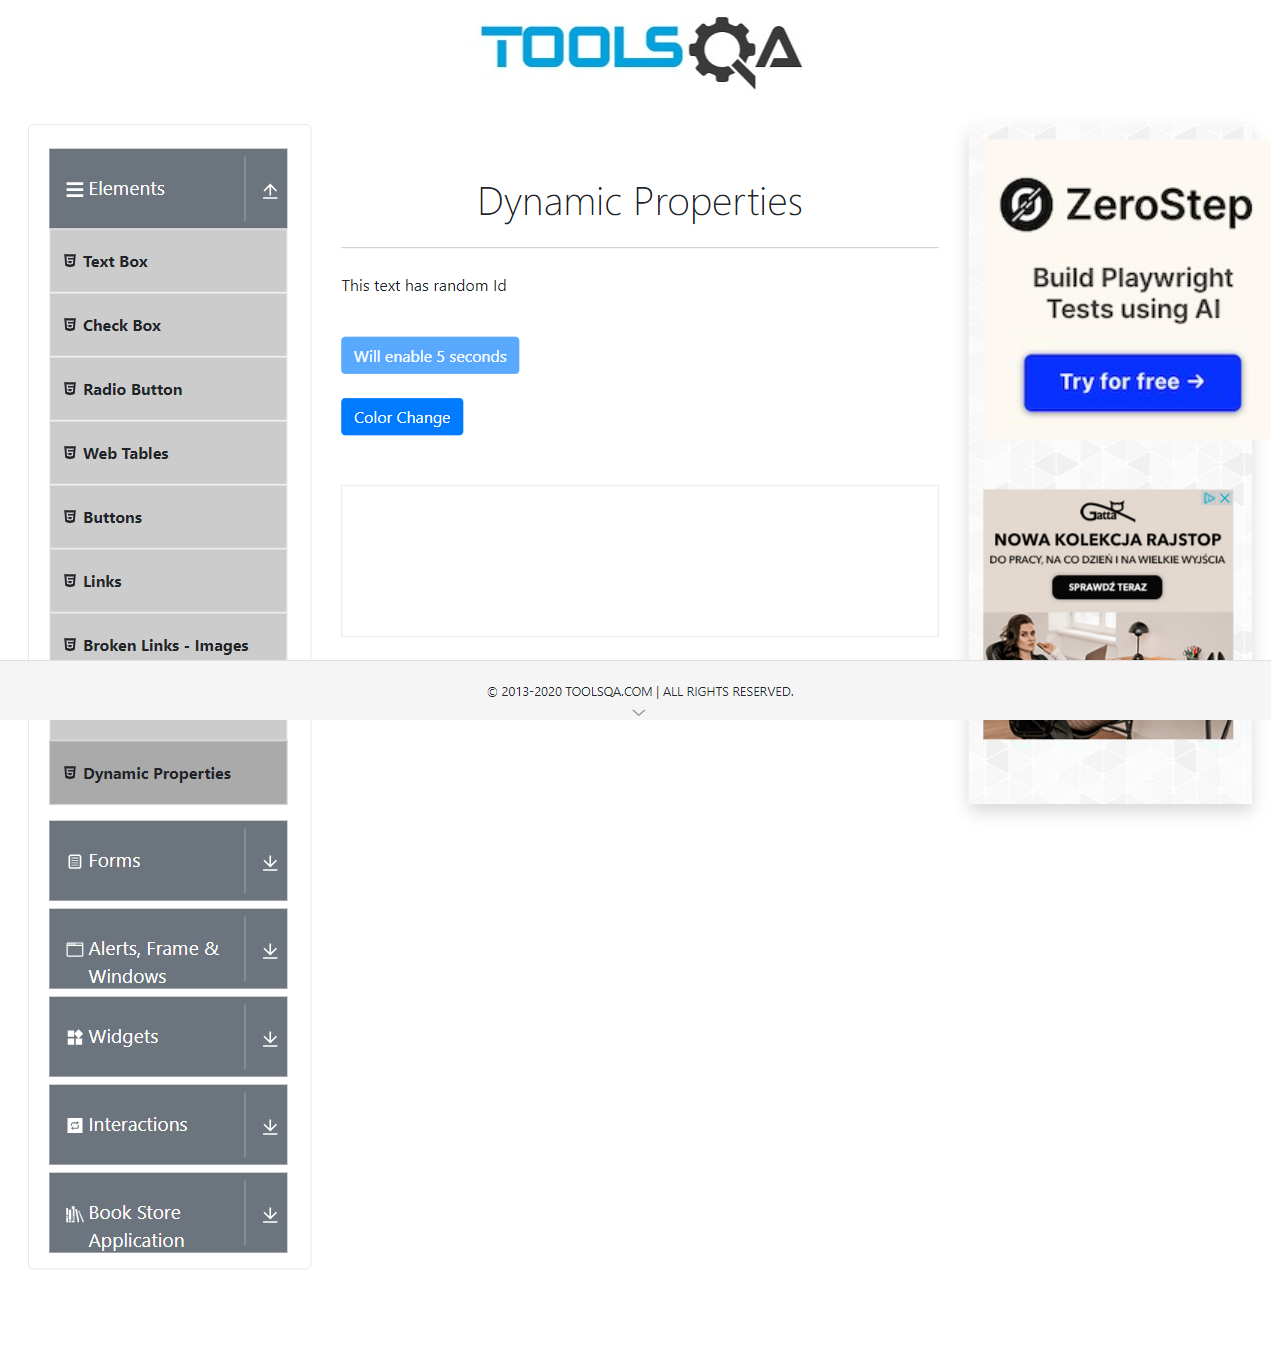 TOOLSQA
Elements
Text Box
Check Box
Radio Button
Web Tables
Buttons
Links
Broken Links - Images
Dynamic Properties
Forms
Alerts, Frame &
Windows
Widgets
Interactions
Book Store
Application
Dynamic Properties
This text has random Id
Will enable 5 seconds
Color Change
ZeroStep
Build Playwright
Tests using AI
Try for free →
Gatta
NOWA KOLEKCJA RAJSTOP
DO PRACY, NA CO DZIEŃ I NA WIELKIE WYJŚCIA
SPRAWDŹ TERAZ
© 2013-2020 TOOLSQA.COM | ALL RIGHTS RESERVED.